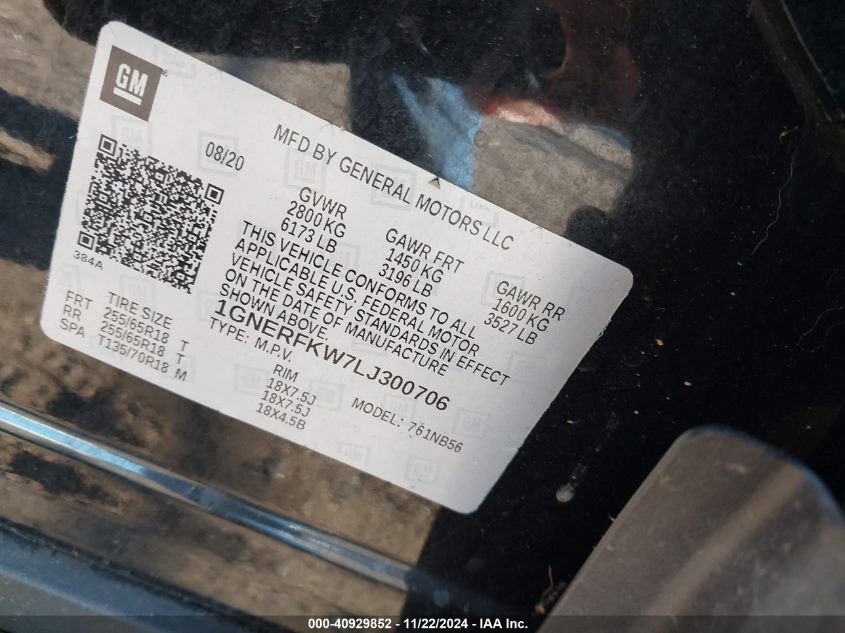 GM
08/20
MFD BY GENERAL MOTORS LLC
GVWR
2800 KG
6173 LB
GAWR FRT
1450 KG
3196 LB
GAWR RR
1600 KG
3527 LB
THIS VEHICLE CONFORMS TO ALL
APPLICABLE U.S. FEDERAL MOTOR
VEHICLE SAFETY STANDARDS IN EFFECT
ON THE DATE OF MANUFACTURE
SHOWN ABOVE
1GNERFKW7LJ300706
TYPE: M.P.V.
MODEL: 761NB56
384A
TIRE SIZE RIM
FRT 255/65R18 T 18X7.5J
RR 255/65R18 T 18X7.5J
SPA T135/70R18 M 18X4.5B
000-40929852 - 11/22/2024 - IAA Inc.